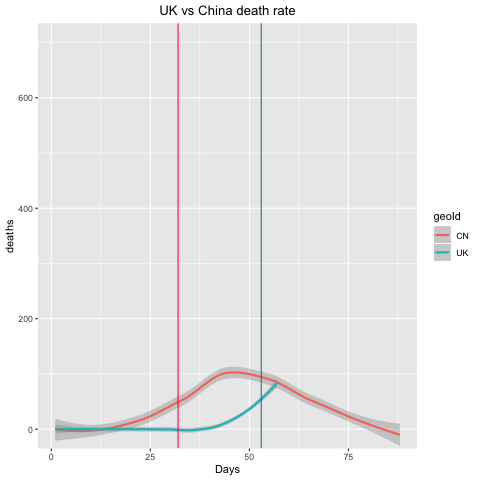 UK vs China death rate
600
400
200
0
deaths
0 25 50 75
Days
geoId
CN
UK